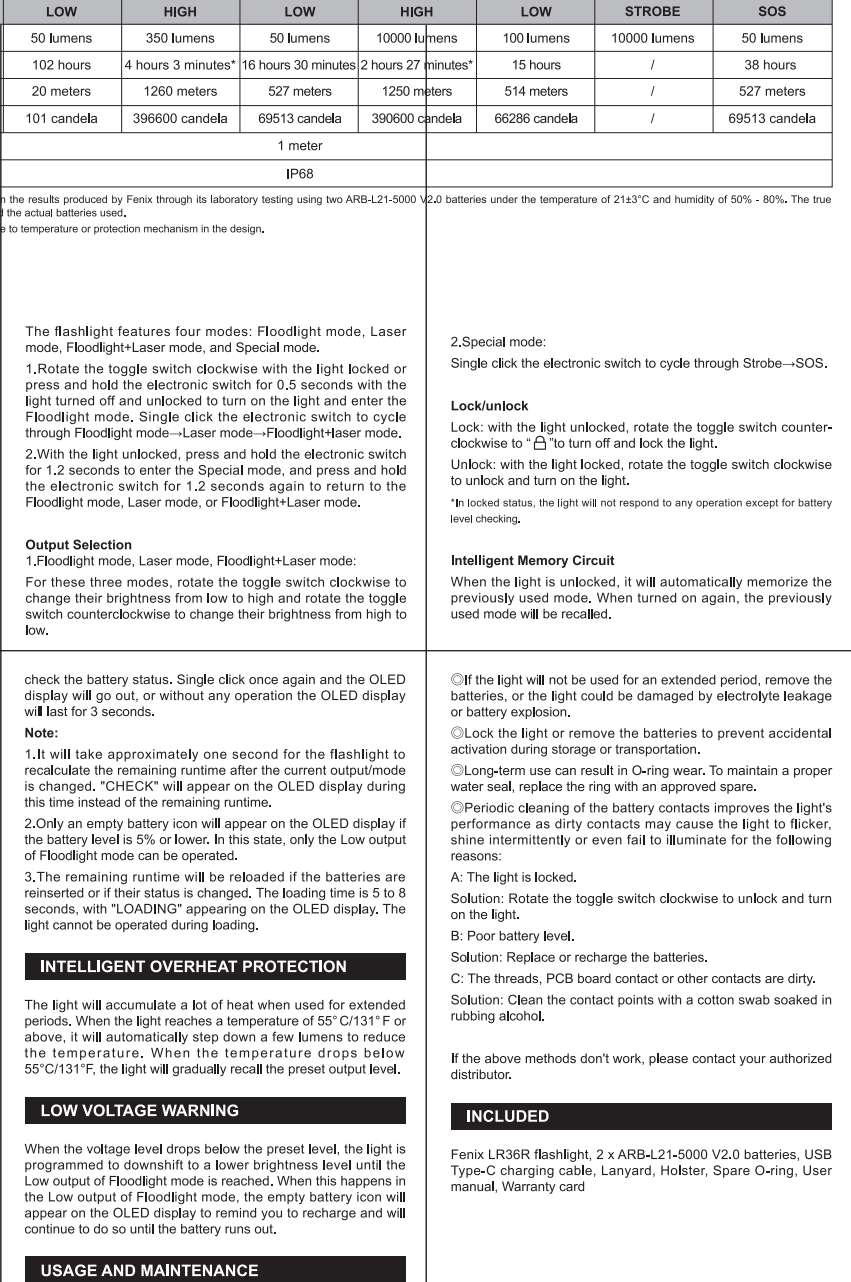 LOW HIGH LOW HIGH LOW STROBE SOS
50 lumens 350 lumens 50 lumens 10000 lumens 100 lumens 10000 lumens 50 lumens
102 hours 4 hours 3 minutes* 16 hours 30 minutes 2 hours 27 minutes* 15 hours / 38 hours
20 meters 1260 meters 527 meters 1250 meters 514 meters / 527 meters
101 candela 396600 candela 69513 candela 390600 candela 66286 candela / 69513 candela
1 meter
IP68
n the results produced by Fenix through its laboratory testing using two ARB-L21-5000 V2.0 batteries under the temperature of 21±3°C and humidity of 50% - 80%. The true
d the actual batteries used.
e to temperature or protection mechanism in the design.
The flashlight features four modes: Floodlight mode, Laser
mode, Floodlight+Laser mode, and Special mode.
1.Rotate the toggle switch clockwise with the light locked or
press and hold the electronic switch for 0.5 seconds with the
light turned off and unlocked to turn on the light and enter the
Floodlight mode. Single click the electronic switch to cycle
through Floodlight mode→Laser mode→Floodlight+laser mode.
2.With the light unlocked, press and hold the electronic switch
for 1.2 seconds to enter the Special mode, and press and hold
the electronic switch for 1.2 seconds again to return to the
Floodlight mode, Laser mode, or Floodlight+Laser mode.
Output Selection
1.Floodlight mode, Laser mode, Floodlight+Laser mode:
For these three modes, rotate the toggle switch clockwise to
change their brightness from low to high and rotate the toggle
switch counterclockwise to change their brightness from high to
low.
2.Special mode:
Single click the electronic switch to cycle through Strobe→SOS.
Lock/unlock
Lock: with the light unlocked, rotate the toggle switch counter-
clockwise to “ ”to turn off and lock the light.
Unlock: with the light locked, rotate the toggle switch clockwise
to unlock and turn on the light.
*In locked status, the light will not respond to any operation except for battery
level checking.
Intelligent Memory Circuit
When the light is unlocked, it will automatically memorize the
previously used mode. When turned on again, the previously
used mode will be recalled.
check the battery status. Single click once again and the OLED
display will go out, or without any operation the OLED display
will last for 3 seconds.
Note:
1.It will take approximately one second for the flashlight to
recalculate the remaining runtime after the current output/mode
is changed. "CHECK" will appear on the OLED display during
this time instead of the remaining runtime.
2.Only an empty battery icon will appear on the OLED display if
the battery level is 5% or lower. In this state, only the Low output
of Floodlight mode can be operated.
3.The remaining runtime will be reloaded if the batteries are
reinserted or if their status is changed. The loading time is 5 to 8
seconds, with "LOADING" appearing on the OLED display. The
light cannot be operated during loading.
INTELLIGENT OVERHEAT PROTECTION
The light will accumulate a lot of heat when used for extended
periods. When the light reaches a temperature of 55°C/131°F or
above, it will automatically step down a few lumens to reduce
the temperature. When the temperature drops below
55°C/131°F, the light will gradually recall the preset output level.
LOW VOLTAGE WARNING
When the voltage level drops below the preset level, the light is
programmed to downshift to a lower brightness level until the
Low output of Floodlight mode is reached. When this happens in
the Low output of Floodlight mode, the empty battery icon will
appear on the OLED display to remind you to recharge and will
continue to do so until the battery runs out.
USAGE AND MAINTENANCE
◎If the light will not be used for an extended period, remove the
batteries, or the light could be damaged by electrolyte leakage
or battery explosion.
◎Lock the light or remove the batteries to prevent accidental
activation during storage or transportation.
◎Long-term use can result in O-ring wear. To maintain a proper
water seal, replace the ring with an approved spare.
◎Periodic cleaning of the battery contacts improves the light's
performance as dirty contacts may cause the light to flicker,
shine intermittently or even fail to illuminate for the following
reasons:
A: The light is locked.
Solution: Rotate the toggle switch clockwise to unlock and turn
on the light.
B: Poor battery level.
Solution: Replace or recharge the batteries.
C: The threads, PCB board contact or other contacts are dirty.
Solution: Clean the contact points with a cotton swab soaked in
rubbing alcohol.
If the above methods don't work, please contact your authorized
distributor.
INCLUDED
Fenix LR36R flashlight, 2 x ARB-L21-5000 V2.0 batteries, USB
Type-C charging cable, Lanyard, Holster, Spare O-ring, User
manual, Warranty card